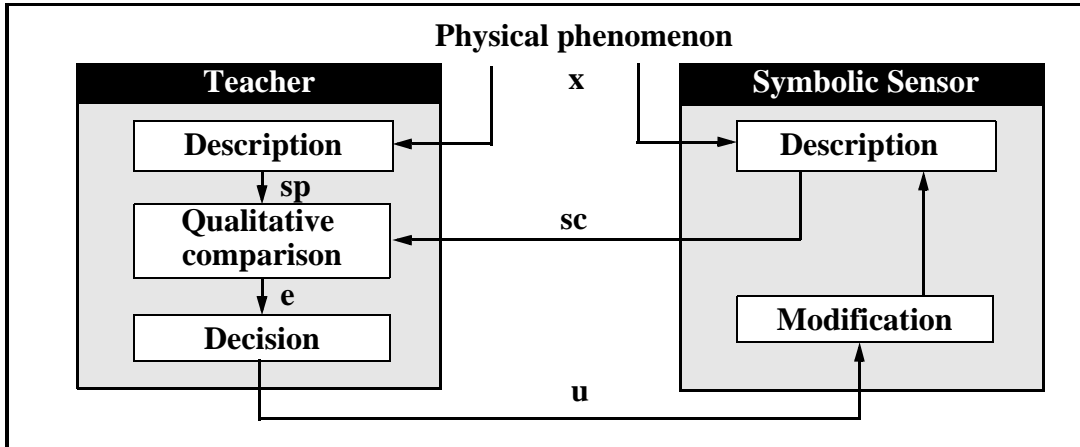 Physical phenomenon
x
Teacher
Description
sp
Qualitative
comparison
e
Decision
Symbolic Sensor
Description
sc
Modification
u